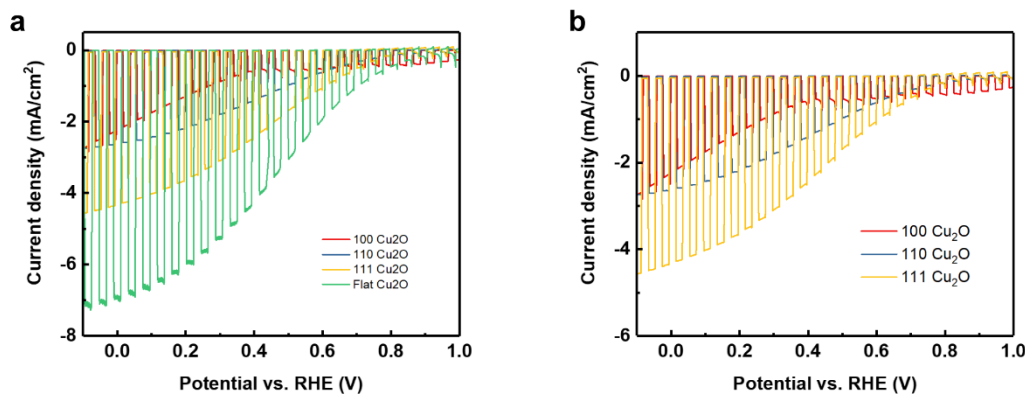 a
Current density (mA/cm²)
0
-2
-4
-6
-8
100 Cu2O
110 Cu2O
111 Cu2O
Flat Cu2O
0.0 0.2 0.4 0.6 0.8 1.0
Potential vs. RHE (V)
b
Current density (mA/cm²)
0
-2
-4
-6
100 Cu₂O
110 Cu₂O
111 Cu₂O
0.0 0.2 0.4 0.6 0.8 1.0
Potential vs. RHE (V)